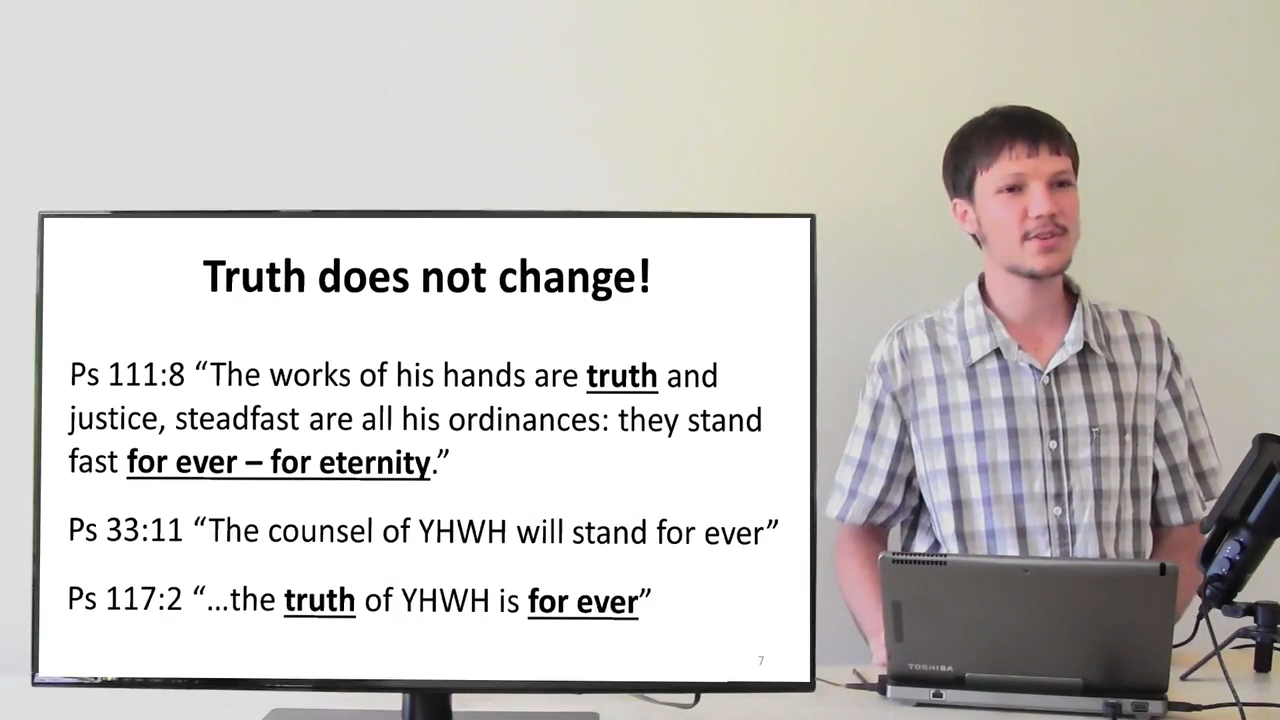 Truth does not change!
Ps 111:8 “The works of his hands are truth and
justice, steadfast are all his ordinances: they stand
fast for ever – for eternity.”
Ps 33:11 “The counsel of YHWH will stand for ever”
Ps 117:2 “...the truth of YHWH is for ever”
7
TOSHIBA